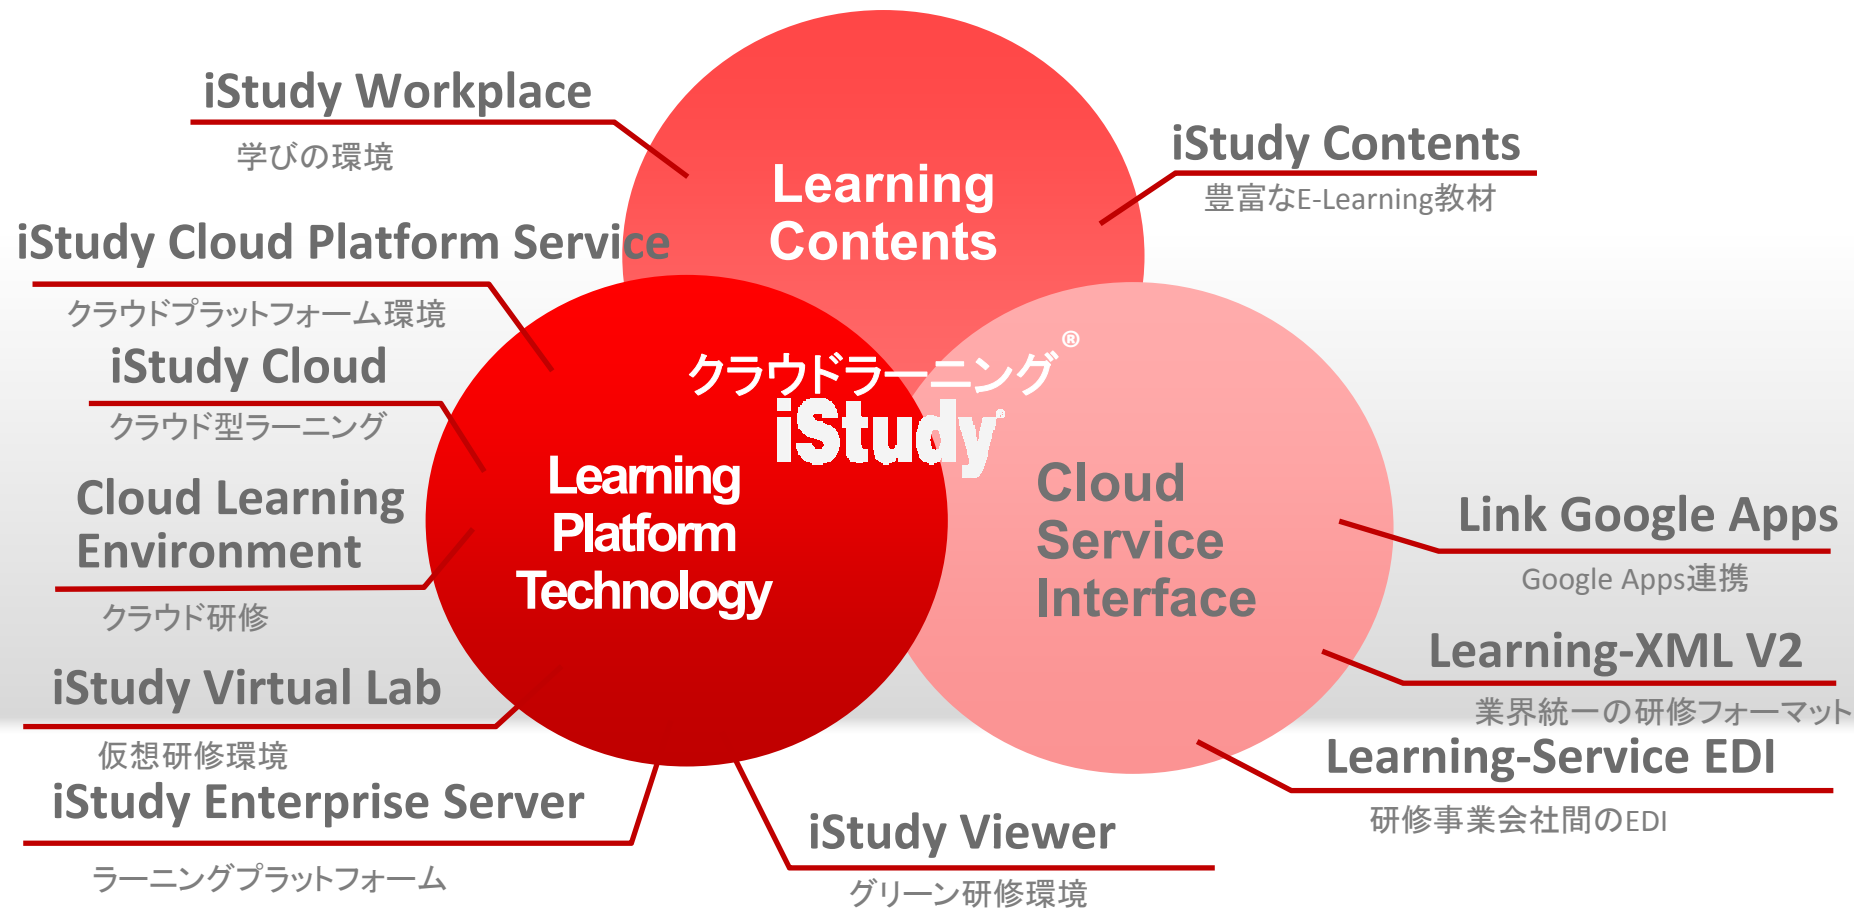 iStudy Workplace
学びの環境
iStudy Contents
豊富なE-Learning教材
Learning
Contents
iStudy Cloud Platform Service
クラウドプラットフォーム環境
iStudy Cloud
クラウド型ラーニング
クラウドラーニング®
iStudy®
Learning
Platform
Technology
Cloud
Service
Interface
Cloud Learning
Environment
クラウド研修
Link Google Apps
Google Apps連携
iStudy Virtual Lab
仮想研修環境
Learning-XML V2
業界統一の研修フォーマット
iStudy Enterprise Server
ラーニングプラットフォーム
Learning-Service EDI
研修事業会社間のEDI
iStudy Viewer
グリーン研修環境